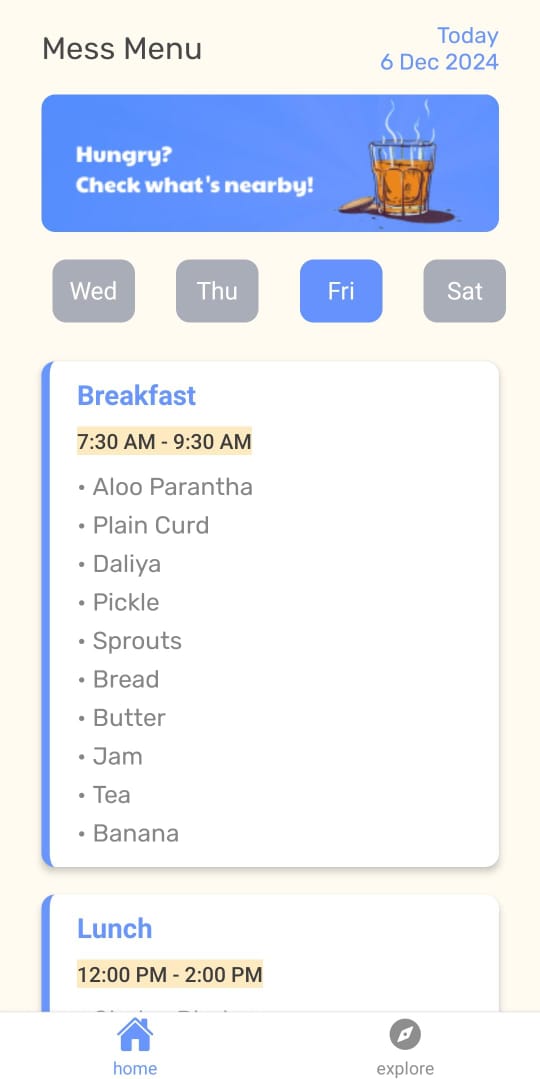 Mess Menu
Today
6 Dec 2024
Hungry?
Check what's nearby!
Wed
Thu
Fri
Sat
Breakfast
7:30 AM - 9:30 AM
• Aloo Parantha
• Plain Curd
• Daliya
• Pickle
• Sprouts
• Bread
• Butter
• Jam
• Tea
• Banana
Lunch
12:00 PM - 2:00 PM
home
explore